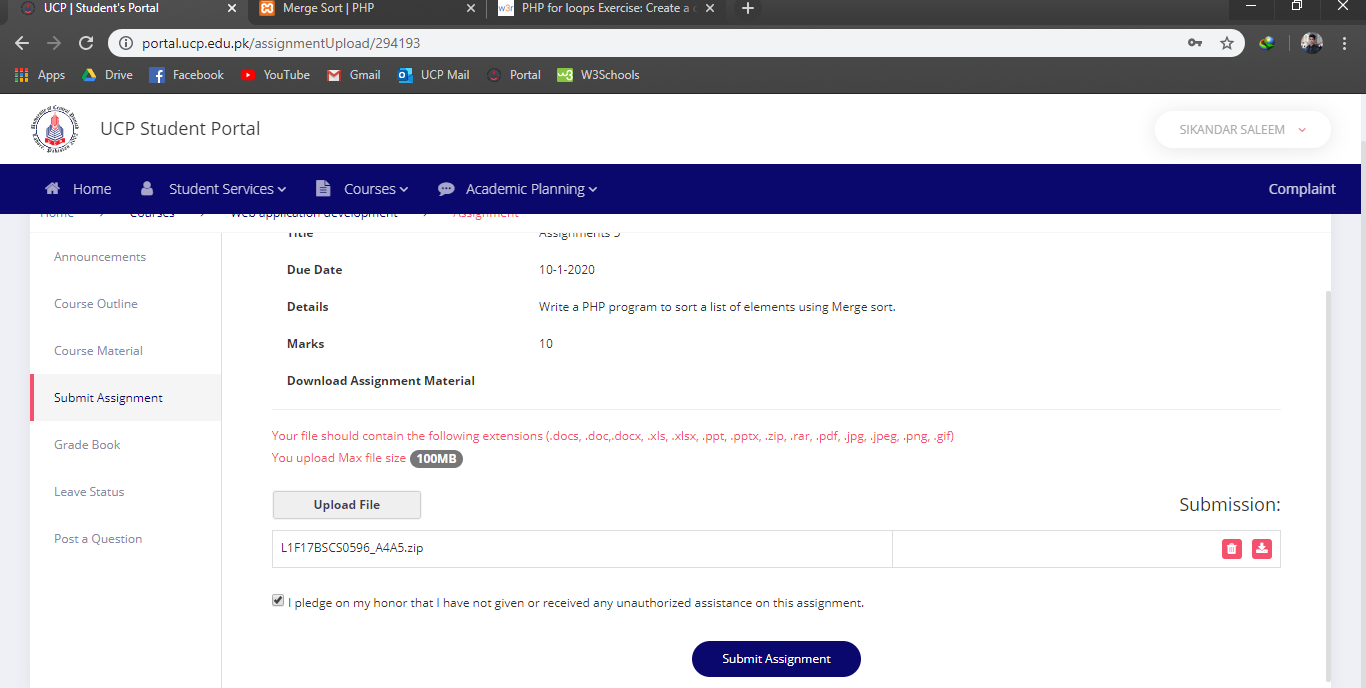 UCP | Student's Portal
Merge Sort | PHP
w3r PHP for loops Exercise: Create a
portal.ucp.edu.pk/assignmentUpload/294193
Apps Drive Facebook YouTube Gmail UCP Mail Portal W3Schools
UCP Student Portal
SIKANDAR SALEEM
Home Student Services Courses Academic Planning Complaint
Home Courses Web application development Assignment
Announcements
Course Outline
Course Material
Submit Assignment
Grade Book
Leave Status
Post a Question
Title Assignments 5
Due Date 10-1-2020
Details Write a PHP program to sort a list of elements using Merge sort.
Marks 10
Download Assignment Material
Your file should contain the following extensions (.docs, .doc,.docx, .xls, .xlsx, .ppt, .pptx, .zip, .rar, .pdf, .jpg, .jpeg, .png, .gif)
You upload Max file size 100MB
Upload File Submission:
L1F17BSCS0596_A4A5.zip
I pledge on my honor that I have not given or received any unauthorized assistance on this assignment.
Submit Assignment